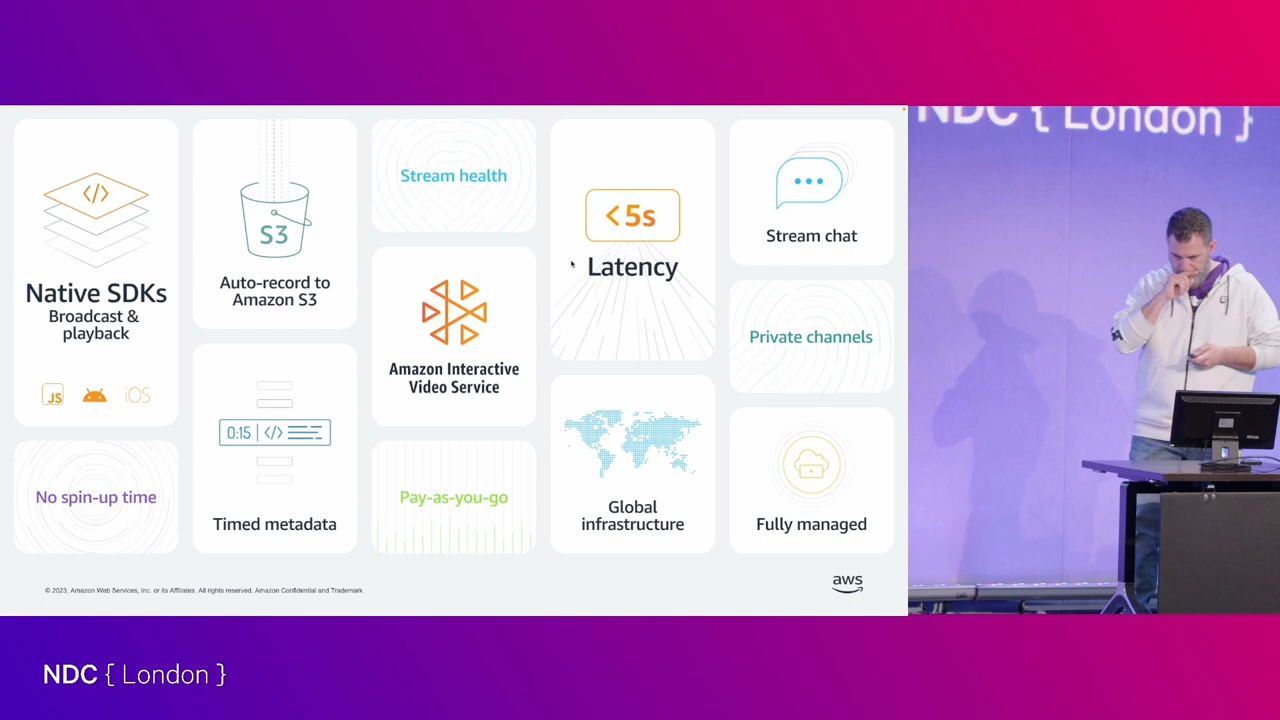 </>
Native SDKs
Broadcast &
playback
JS
iOS
No spin-up time
S3
Auto-record to
Amazon S3
0:15 | </>
Timed metadata
Stream health
Amazon Interactive
Video Service
Pay-as-you-go
<5s
Latency
Global
infrastructure
Stream chat
Private channels
Fully managed
© 2023, Amazon Web Services, Inc. or its Affiliates. All rights reserved. Amazon Confidential and Trademark.
aws
NDC { London }
NDC { London }